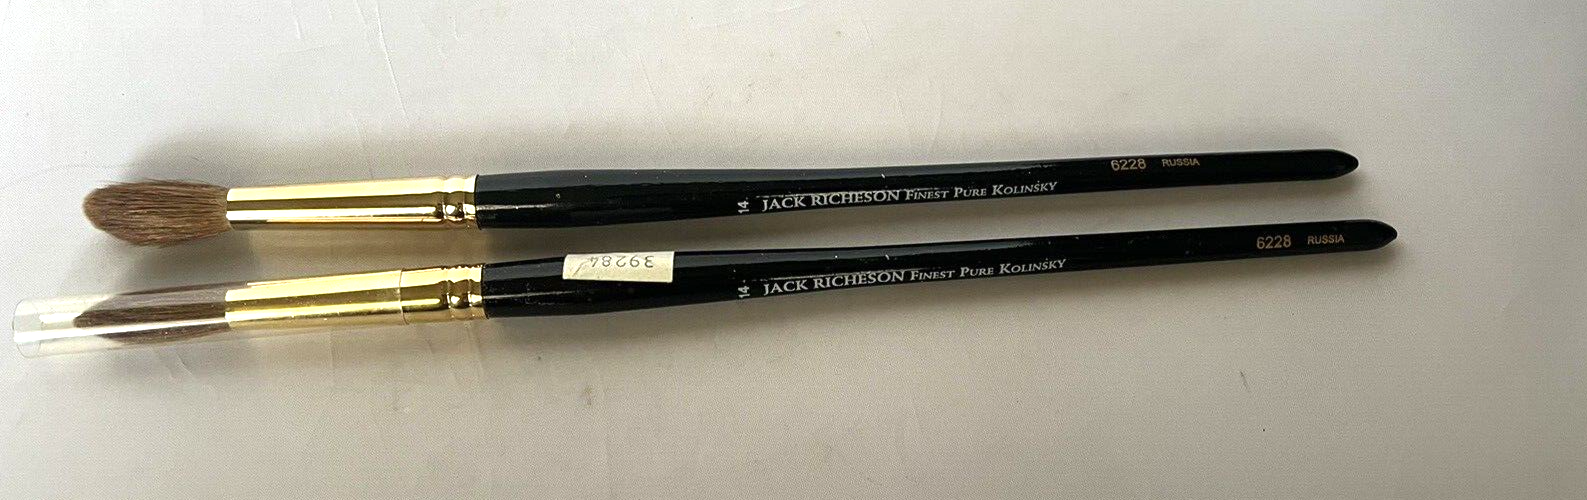 14 JACK RICHESON FINEST PURE KOLINSKY 6228 RUSSIA
39284
14 JACK RICHESON FINEST PURE KOLINSKY 6228 RUSSIA